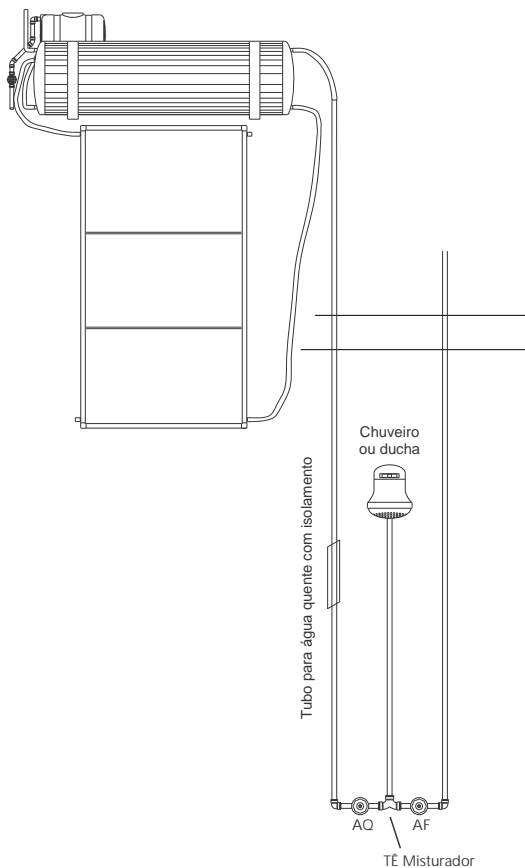 Chuveiro
ou ducha
Tubo para água quente com isolamento
AQ
AF
TÊ Misturador